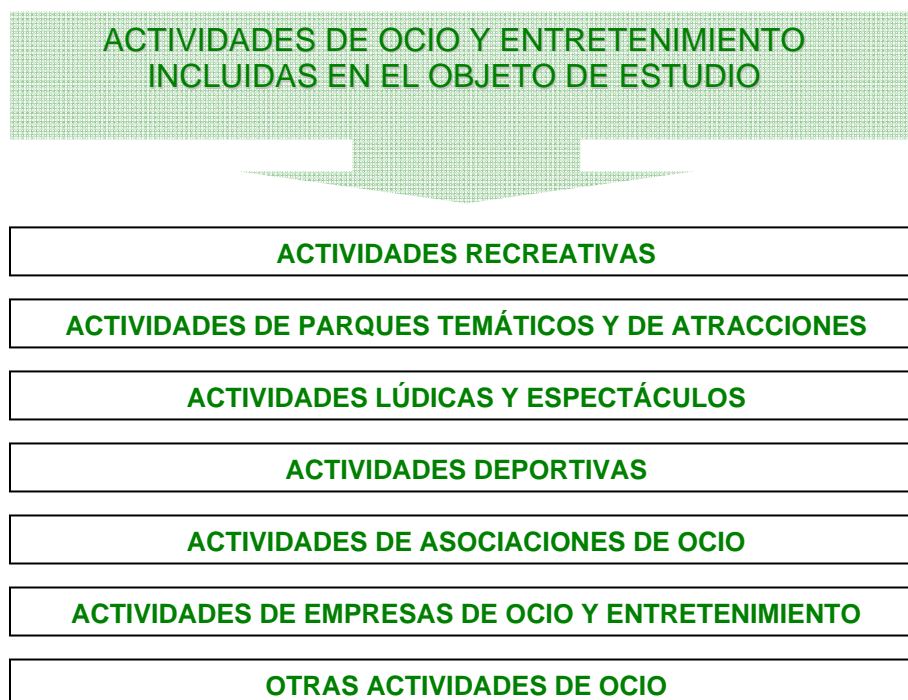 ACTIVIDADES DE OCIO Y ENTRETENIMIENTO
INCLUIDAS EN EL OBJETO DE ESTUDIO
ACTIVIDADES RECREATIVAS
ACTIVIDADES DE PARQUES TEMÁTICOS Y DE ATRACCIONES
ACTIVIDADES LÚDICAS Y ESPECTÁCULOS
ACTIVIDADES DEPORTIVAS
ACTIVIDADES DE ASOCIACIONES DE OCIO
ACTIVIDADES DE EMPRESAS DE OCIO Y ENTRETENIMIENTO
OTRAS ACTIVIDADES DE OCIO